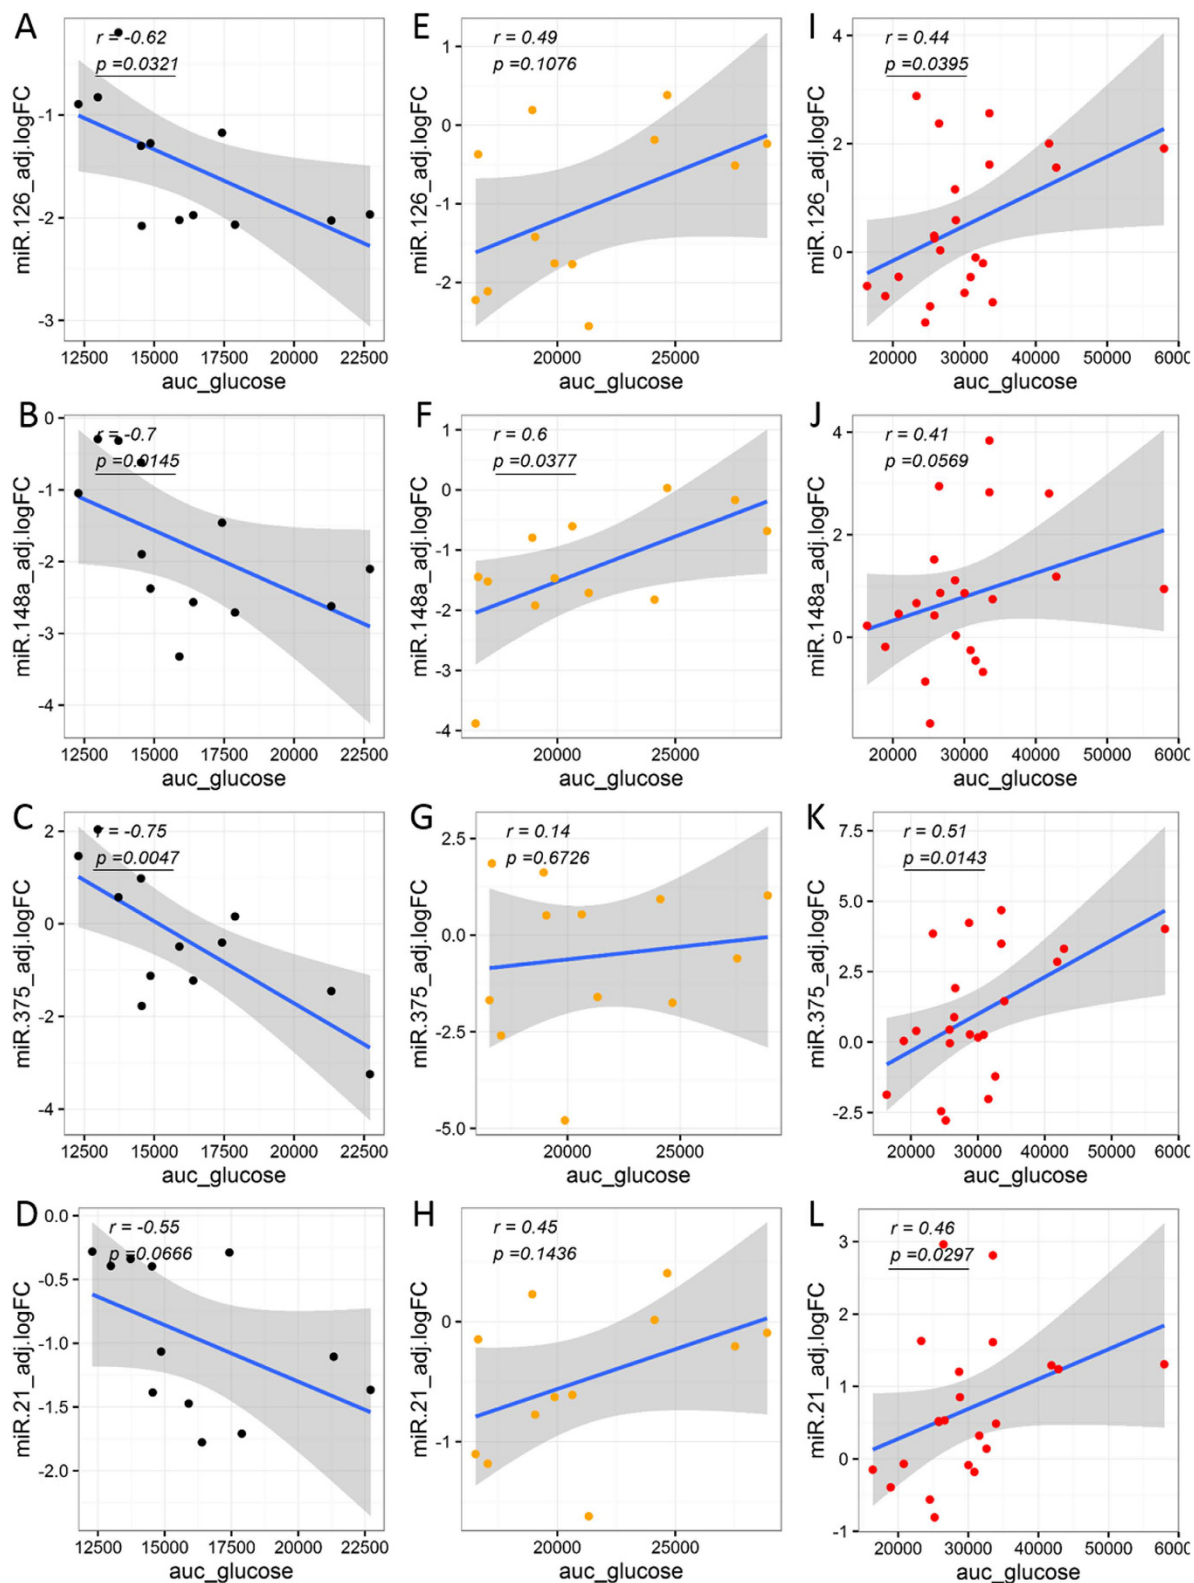 A
r = -0.62
p =0.0321
-1
-2
-3
miR.126_adj.logFC
12500 15000 17500 20000 22500
auc_glucose
E
r = 0.49
p =0.1076
1
0
-1
-2
miR.126_adj.logFC
20000 25000
auc_glucose
I
r = 0.44
p =0.0395
4
2
0
miR.126_adj.logFC
20000 30000 40000 50000 6000
auc_glucose
B
r = -0.7
p =0.0145
0
-1
-2
-3
-4
miR.148a_adj.logFC
12500 15000 17500 20000 22500
auc_glucose
F
r = 0.6
p =0.0377
1
0
-1
-2
-3
-4
miR.148a_adj.logFC
20000 25000
auc_glucose
J
r = 0.41
p =0.0569
4
2
0
miR.148a_adj.logFC
20000 30000 40000 50000 6000
auc_glucose
C
r = -0.75
p =0.0047
2
0
-2
-4
miR.375_adj.logFC
12500 15000 17500 20000 22500
auc_glucose
G
r = 0.14
p =0.6726
2.5
0.0
-2.5
-5.0
miR.375_adj.logFC
20000 25000
auc_glucose
K
r = 0.51
p =0.0143
7.5
5.0
2.5
0.0
-2.5
miR.375_adj.logFC
20000 30000 40000 50000 6000
auc_glucose
D
r = -0.55
p =0.0666
0.0
-0.5
-1.0
-1.5
-2.0
miR.21_adj.logFC
12500 15000 17500 20000 22500
auc_glucose
H
r = 0.45
p =0.1436
0
-1
miR.21_adj.logFC
20000 25000
auc_glucose
L
r = 0.46
p =0.0297
3
2
1
0
-1
miR.21_adj.logFC
20000 30000 40000 50000 6000
auc_glucose